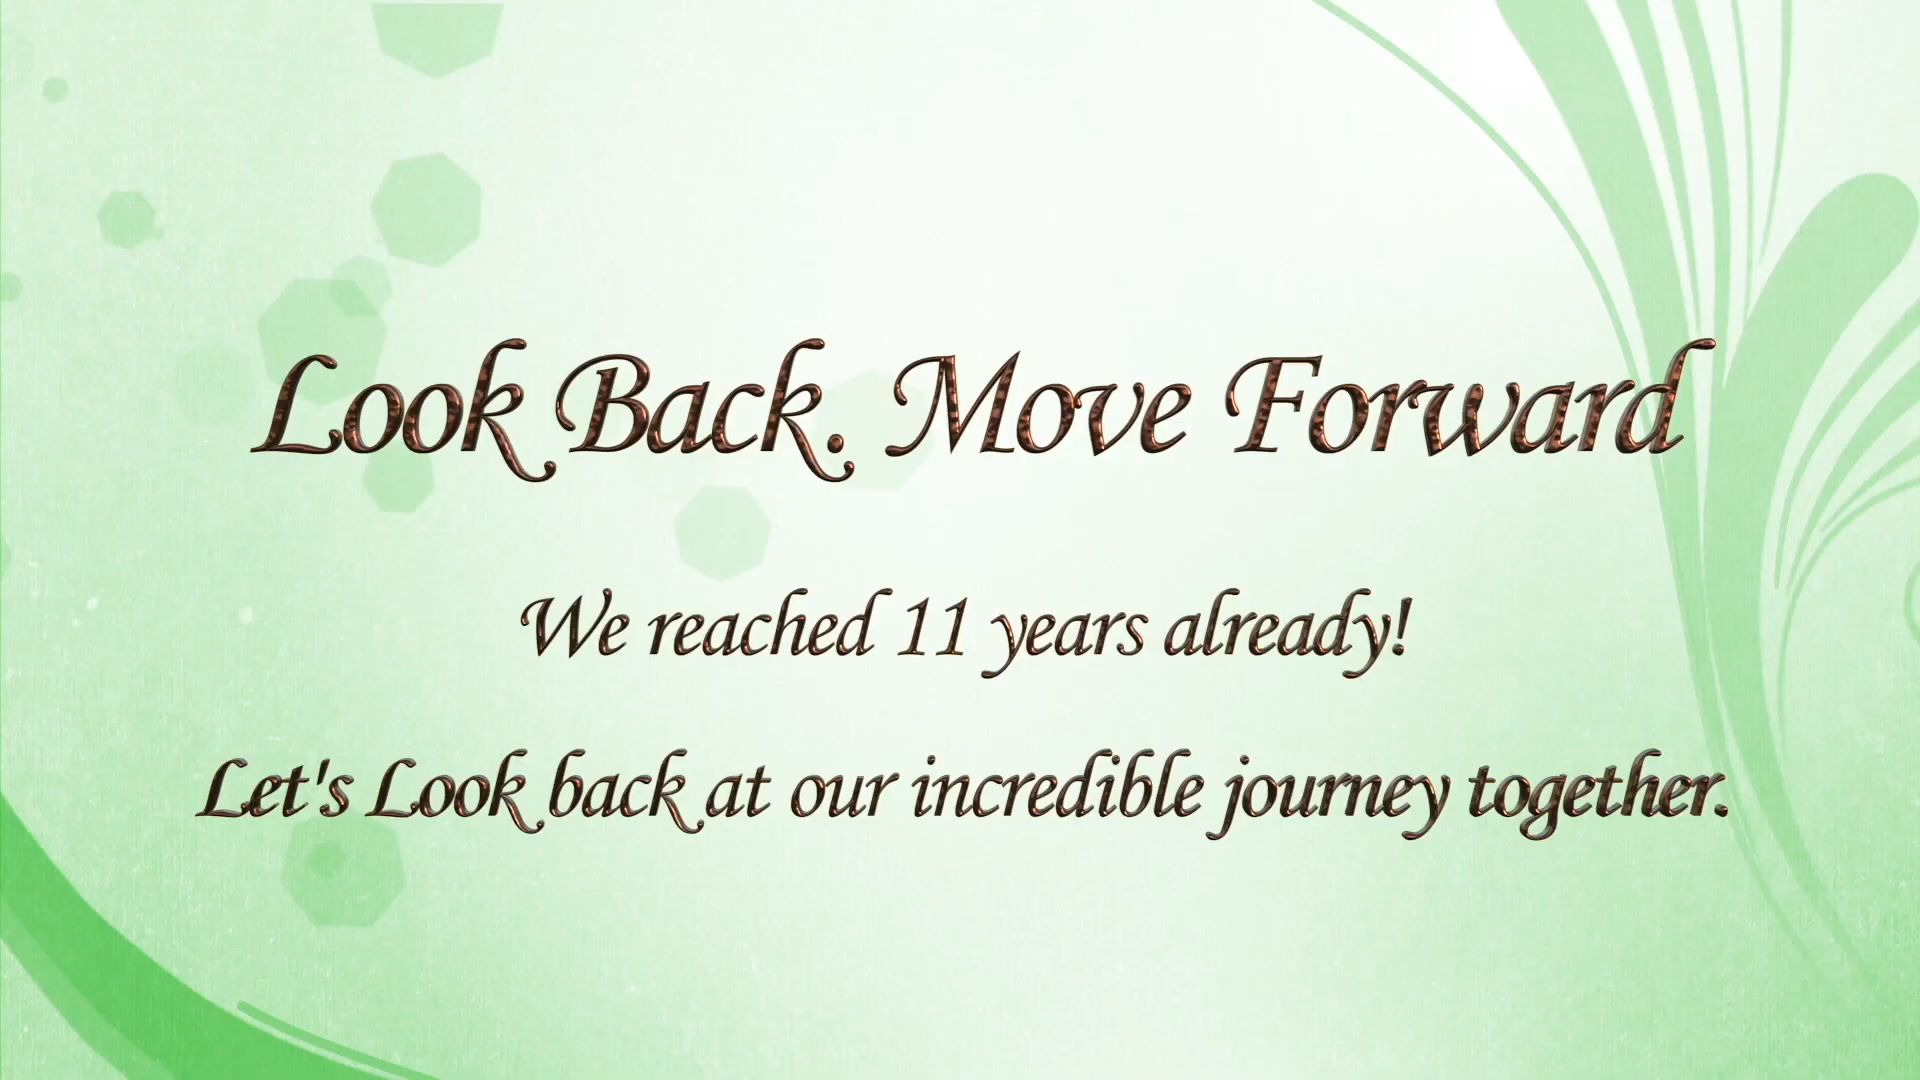 Look Back. Move Forward
We reached 11 years already!
Let's Look back at our incredible journey together.